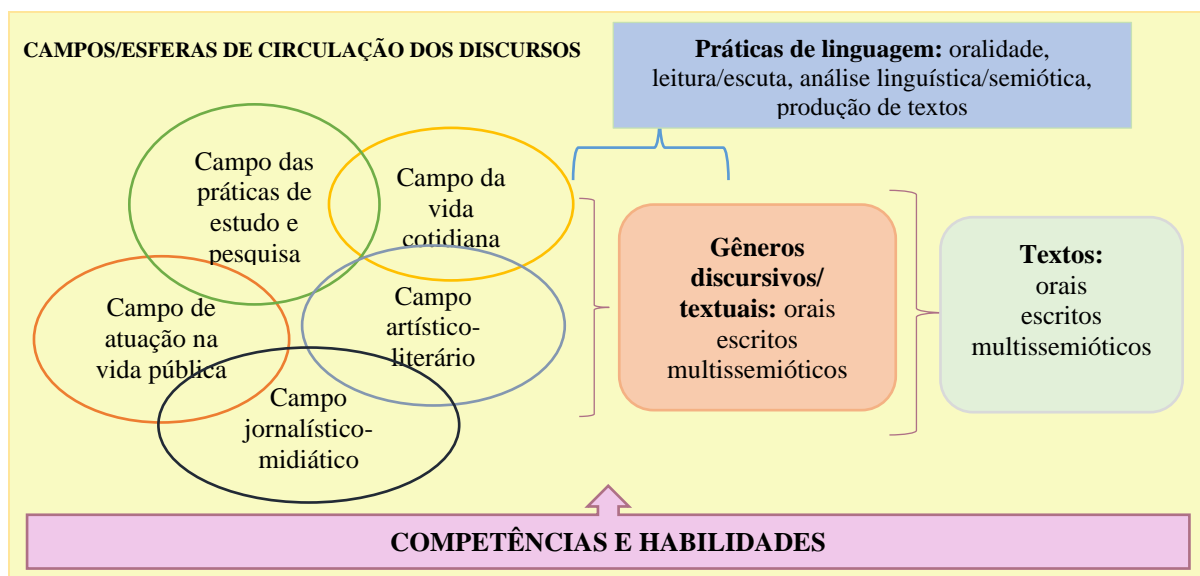 CAMPOS/ESFERAS DE CIRCULAÇÃO DOS DISCURSOS
Práticas de linguagem: oralidade,
leitura/escuta, análise linguística/semiótica,
produção de textos
Campo das
práticas de
estudo e
pesquisa
Campo da
vida
cotidiana
Campo de
atuação na
vida pública
Campo
artístico-
literário
Campo
jornalístico-
midiático
Gêneros
discursivos/
textuais: orais
escritos
multissemióticos
Textos:
orais
escritos
multissemióticos
COMPETÊNCIAS E HABILIDADES